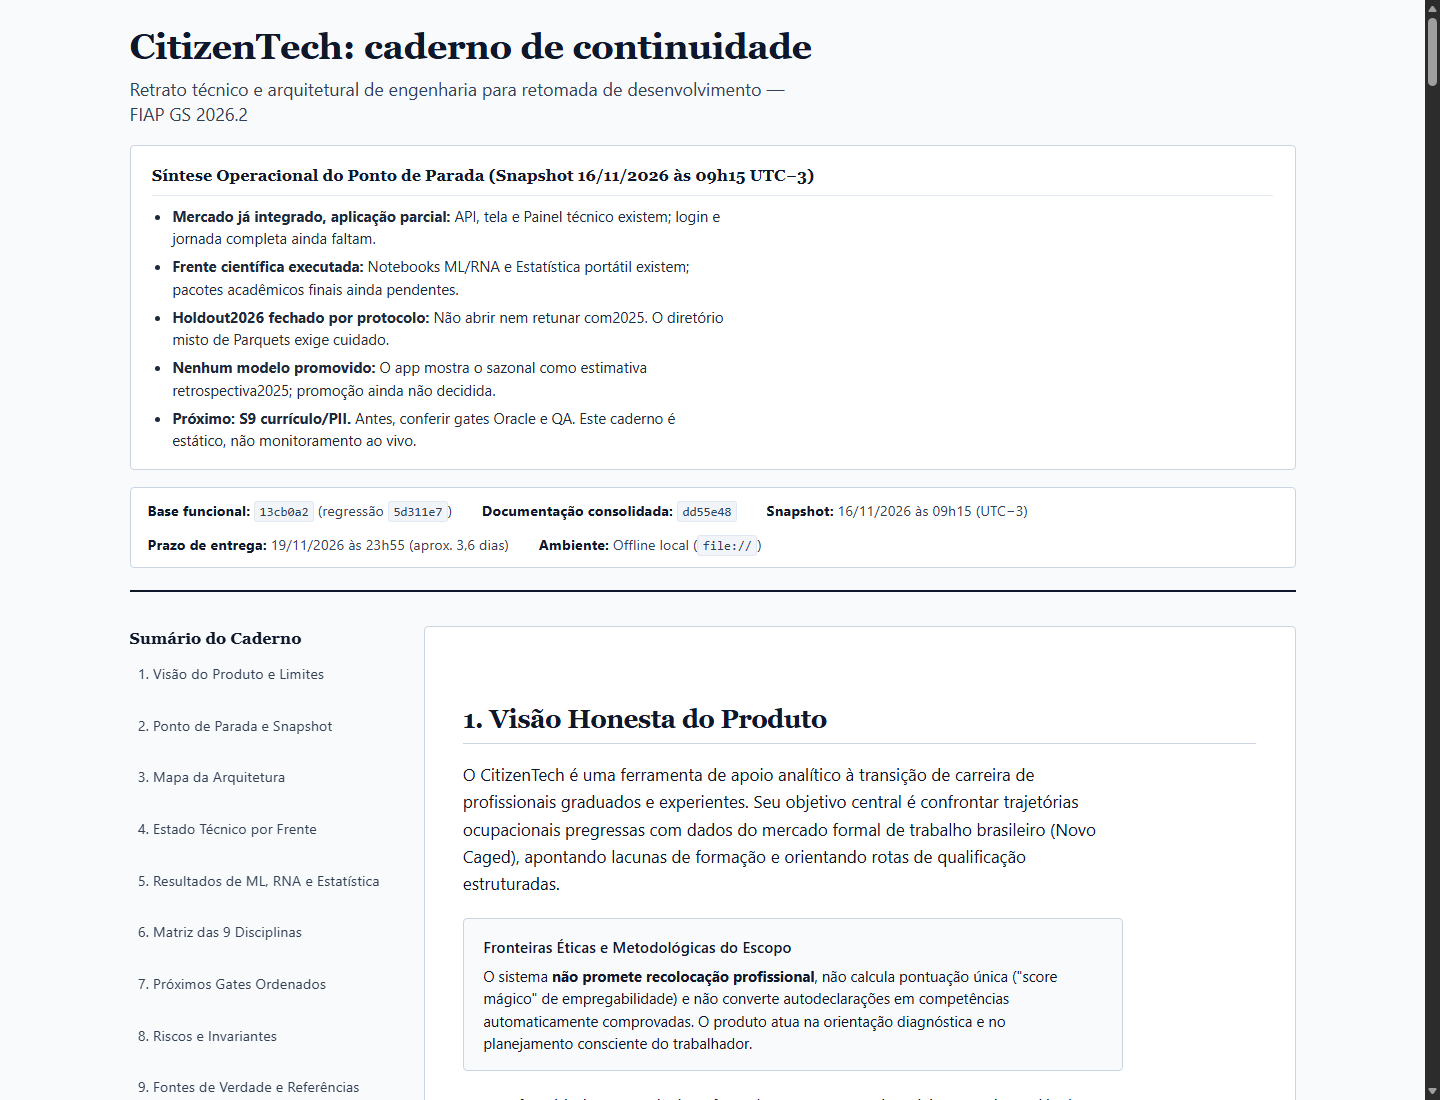 CitizenTech: caderno de continuidade
Retrato técnico e arquitetural de engenharia para retomada de desenvolvimento —
FIAP GS 2026.2
Síntese Operacional do Ponto de Parada (Snapshot 16/11/2026 às 09h15 UTC−3)
• Mercado já integrado, aplicação parcial: API, tela e Painel técnico existem; login e
jornada completa ainda faltam.
• Frente científica executada: Notebooks ML/RNA e Estatística portátil existem;
pacotes acadêmicos finais ainda pendentes.
• Holdout2026 fechado por protocolo: Não abrir nem retunar com2025. O diretório
misto de Parquets exige cuidado.
• Nenhum modelo promovido: O app mostra o sazonal como estimativa
retrospectiva2025; promoção ainda não decidida.
• Próximo: S9 currículo/PII. Antes, conferir gates Oracle e QA. Este caderno é
estático, não monitoramento ao vivo.
Base funcional: 13cb0a2 (regressão 5d311e7) Documentação consolidada: dd55e48 Snapshot: 16/11/2026 às 09h15 (UTC−3)
Prazo de entrega: 19/11/2026 às 23h55 (aprox. 3,6 dias) Ambiente: Offline local (file://)
Sumário do Caderno
1. Visão do Produto e Limites
2. Ponto de Parada e Snapshot
3. Mapa da Arquitetura
4. Estado Técnico por Frente
5. Resultados de ML, RNA e Estatística
6. Matriz das 9 Disciplinas
7. Próximos Gates Ordenados
8. Riscos e Invariantes
9. Fontes de Verdade e Referências
1. Visão Honesta do Produto
O CitizenTech é uma ferramenta de apoio analítico à transição de carreira de
profissionais graduados e experientes. Seu objetivo central é confrontar trajetórias
ocupacionais pregressas com dados do mercado formal de trabalho brasileiro (Novo
Caged), apontando lacunas de formação e orientando rotas de qualificação
estruturadas.
Fronteiras Éticas e Metodológicas do Escopo
O sistema não promete recolocação profissional, não calcula pontuação única ("score
mágico" de empregabilidade) e não converte autodeclarações em competências
automaticamente comprovadas. O produto atua na orientação diagnóstica e no
planejamento consciente do trabalhador.